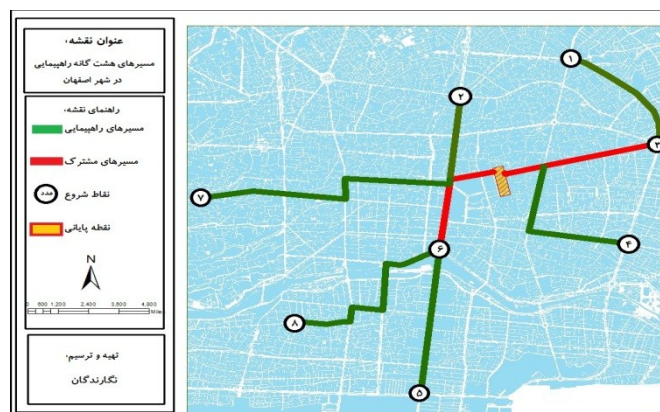 عنوان نقشه:
مسیرهای هشت گانه راهپیمایی
در شهر اصفهان
راهنمای نقشه:
مسیرهای راهپیمایی
مسیرهای مشترک
عدد نقاط شروع
نقطه پایانی
N
0 600 1,200 2,400 3,600 4,800
تهیه و ترسیم:
نگارندگان
۱
۲
۳
۷
۴
۶
۸
۵